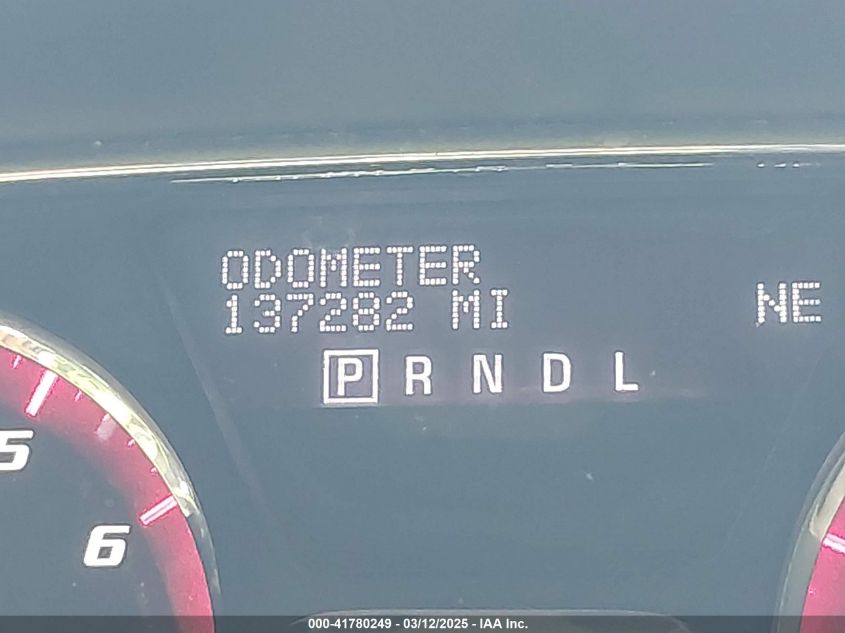 ODOMETER
137282 MI
NE
P R N D L
5
6
000-41780249 - 03/12/2025 - IAA Inc.